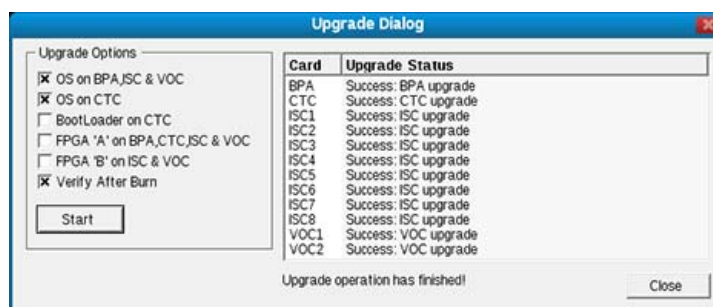 Upgrade Dialog
Upgrade Options
OS on BPA,ISC & VOC
OS on CTC
BootLoader on CTC
FPGA 'A' on BPA,CTC,ISC & VOC
FPGA 'B' on ISC & VOC
Verify After Burn
Start
Card Upgrade Status
BPA Success: BPA upgrade
CTC Success: CTC upgrade
ISC1 Success: ISC upgrade
ISC2 Success: ISC upgrade
ISC3 Success: ISC upgrade
ISC4 Success: ISC upgrade
ISC5 Success: ISC upgrade
ISC6 Success: ISC upgrade
ISC7 Success: ISC upgrade
ISC8 Success: ISC upgrade
VOC1 Success: VOC upgrade
VOC2 Success: VOC upgrade
Upgrade operation has finished!
Close